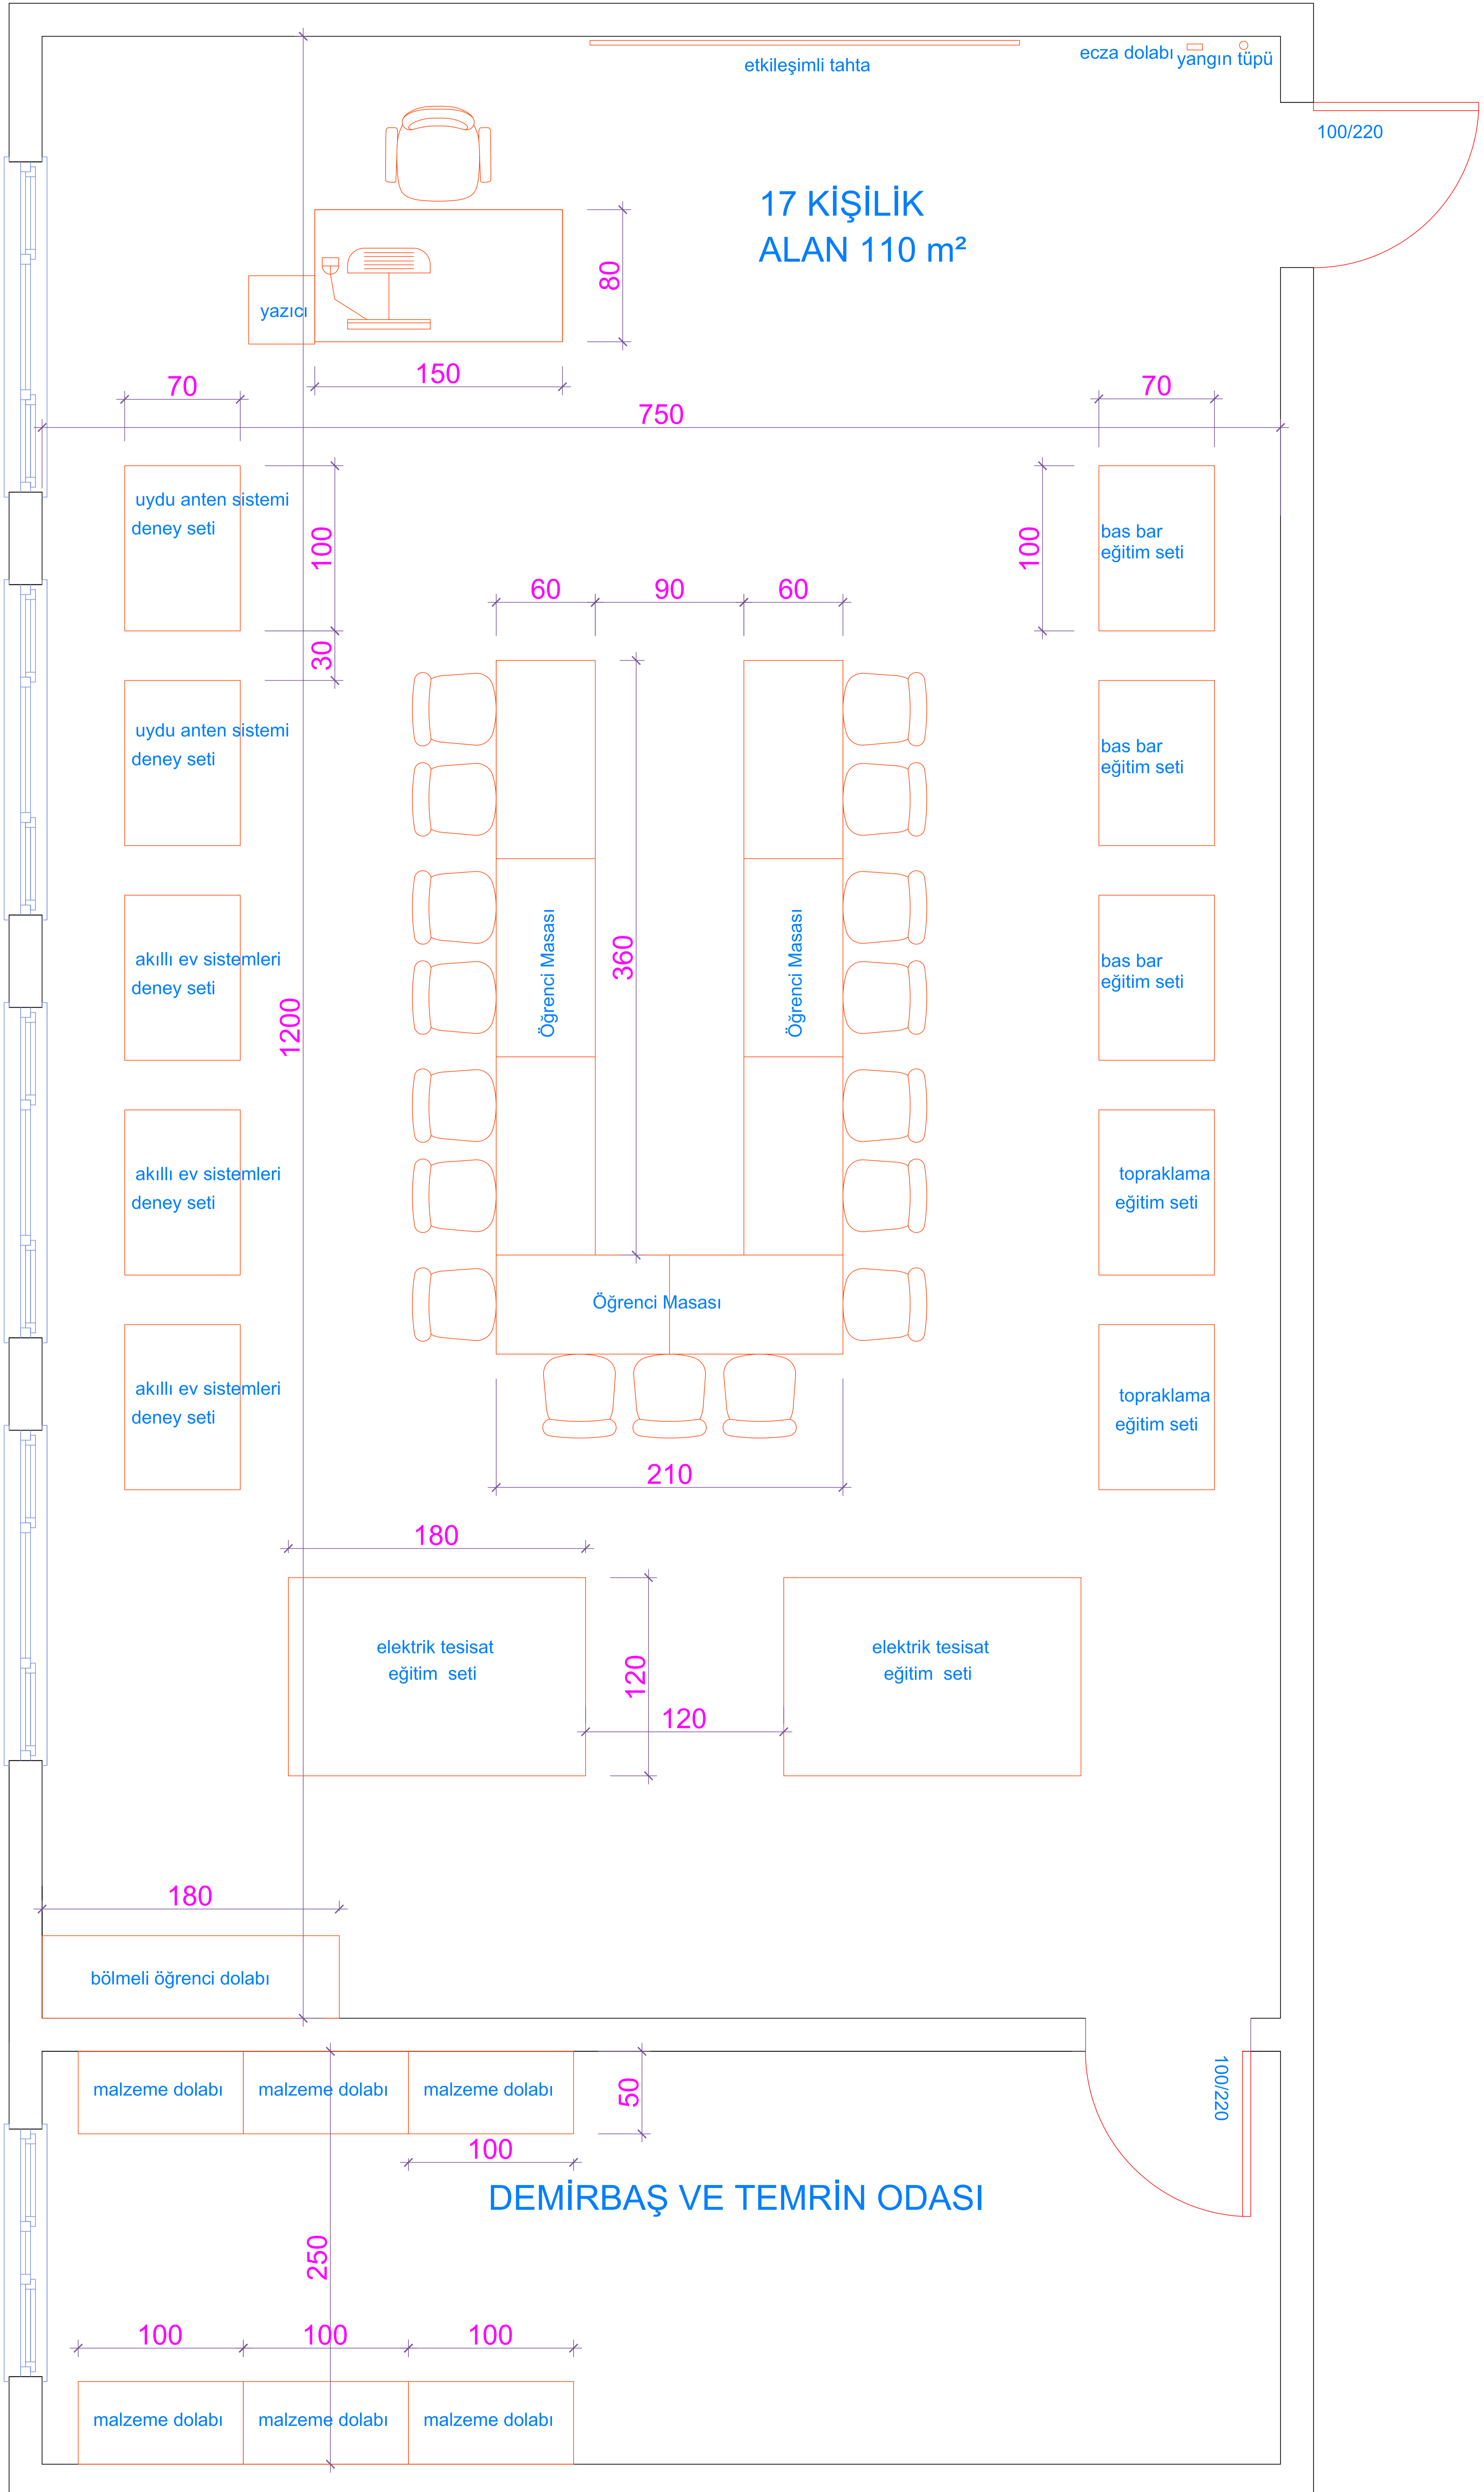 etkileşimli tahta
ecza dolabı
yangın tüpü
100/220
17 KİŞİLİK
ALAN 110 m²
80
yazıcı
150
70
750
70
uydu anten sistemi
deney seti
100
100
bas bar
eğitim seti
60
90
60
30
uydu anten sistemi
deney seti
bas bar
eğitim seti
akıllı ev sistemleri
deney seti
Öğrenci Masası
360
Öğrenci Masası
bas bar
eğitim seti
1200
akıllı ev sistemleri
deney seti
topraklama
eğitim seti
Öğrenci Masası
akıllı ev sistemleri
deney seti
topraklama
eğitim seti
210
180
elektrik tesisat
eğitim seti
120
120
elektrik tesisat
eğitim seti
180
bölmeli öğrenci dolabı
malzeme dolabı
malzeme dolabı
malzeme dolabı
50
100/220
100
DEMİRBAŞ VE TEMRİN ODASI
250
100
100
100
malzeme dolabı
malzeme dolabı
malzeme dolabı